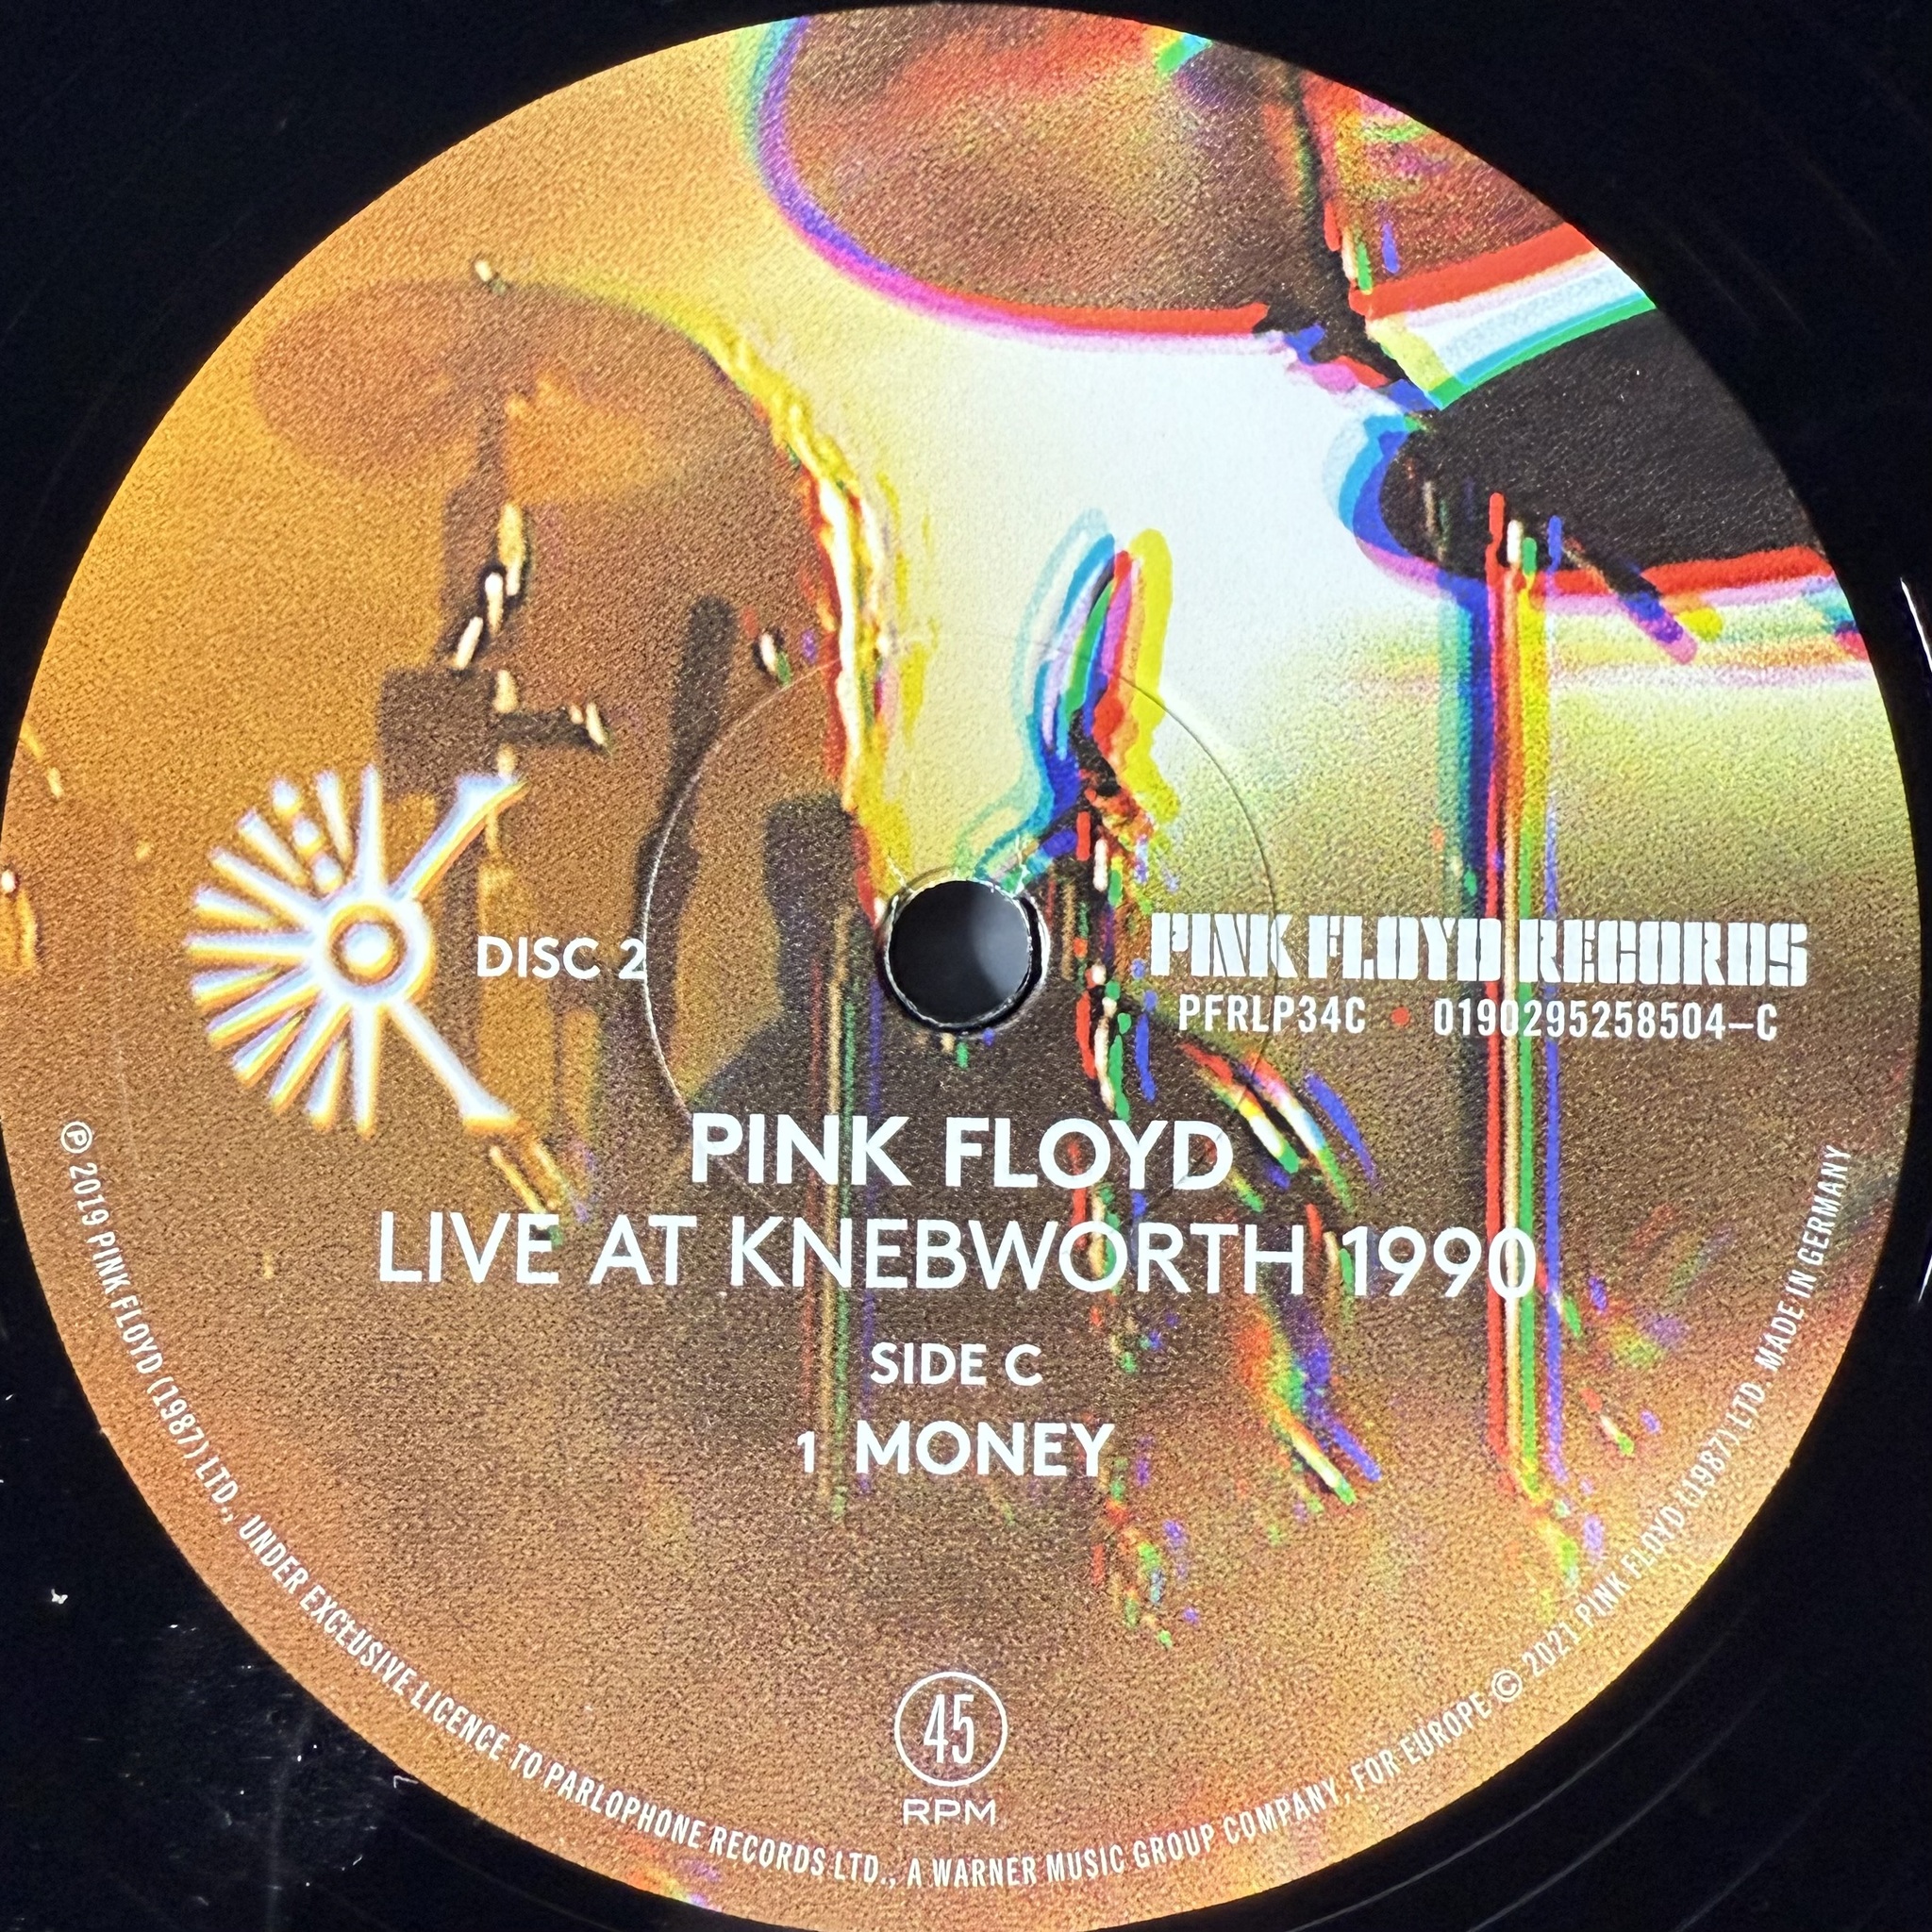 DISC 2
PINK FLOYD RECORDS
PFRLP34C • 0190295258504–C
PINK FLOYD
LIVE AT KNEBWORTH 1990
SIDE C
1 MONEY
45
RPM
℗ 2019 PINK FLOYD (1987) LTD., UNDER EXCLUSIVE LICENCE TO PARLOPHONE RECORDS LTD., A WARNER MUSIC GROUP COMPANY, FOR EUROPE © 2021 PINK FLOYD (1987) LTD. MADE IN GERMANY